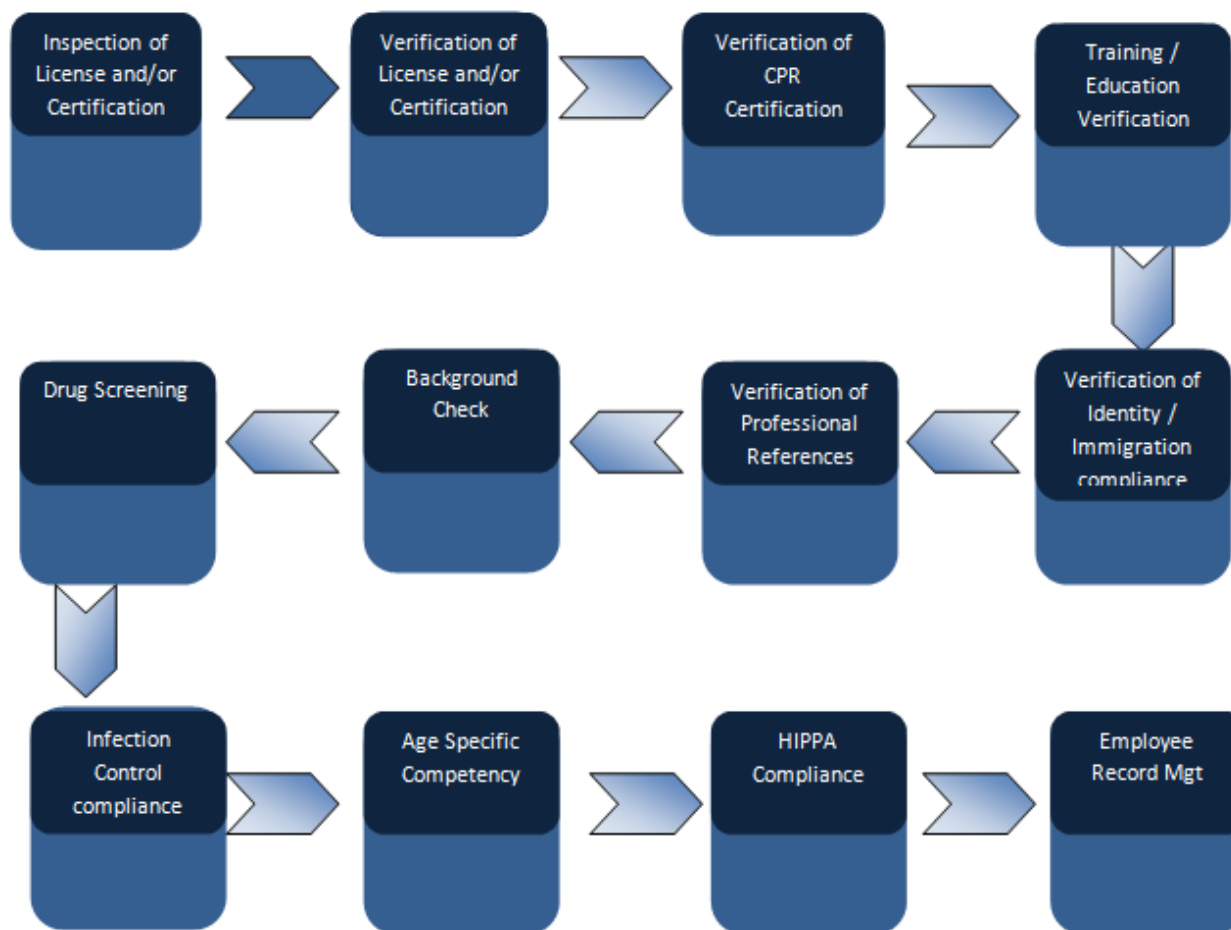 Inspection of
License and/or
Certification
Verification of
License and/or
Certification
Verification of
CPR
Certification
Training /
Education
Verification
Verification of
Identity /
Immigration
compliance
Verification of
Professional
References
Background
Check
Drug Screening
Infection
Control
compliance
Age Specific
Competency
HIPPA
Compliance
Employee
Record Mgt